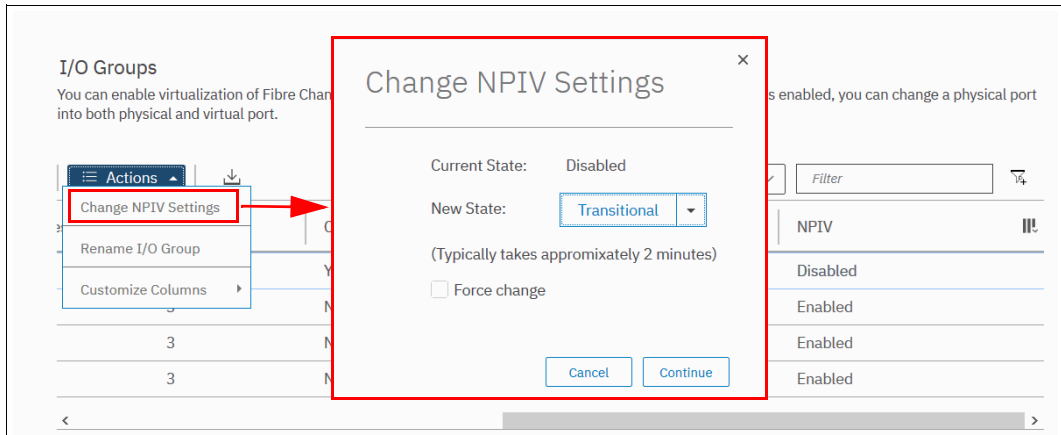 I/O Groups
You can enable virtualization of Fibre Chan
s enabled, you can change a physical port
into both physical and virtual port.
Actions
Filter
Change NPIV Settings
Rename I/O Group
Customize Columns
NPIV
Disabled
Enabled
3 Enabled
3 Enabled
Change NPIV Settings
Current State: Disabled
New State: Transitional
(Typically takes appromixately 2 minutes)
Force change
Cancel Continue